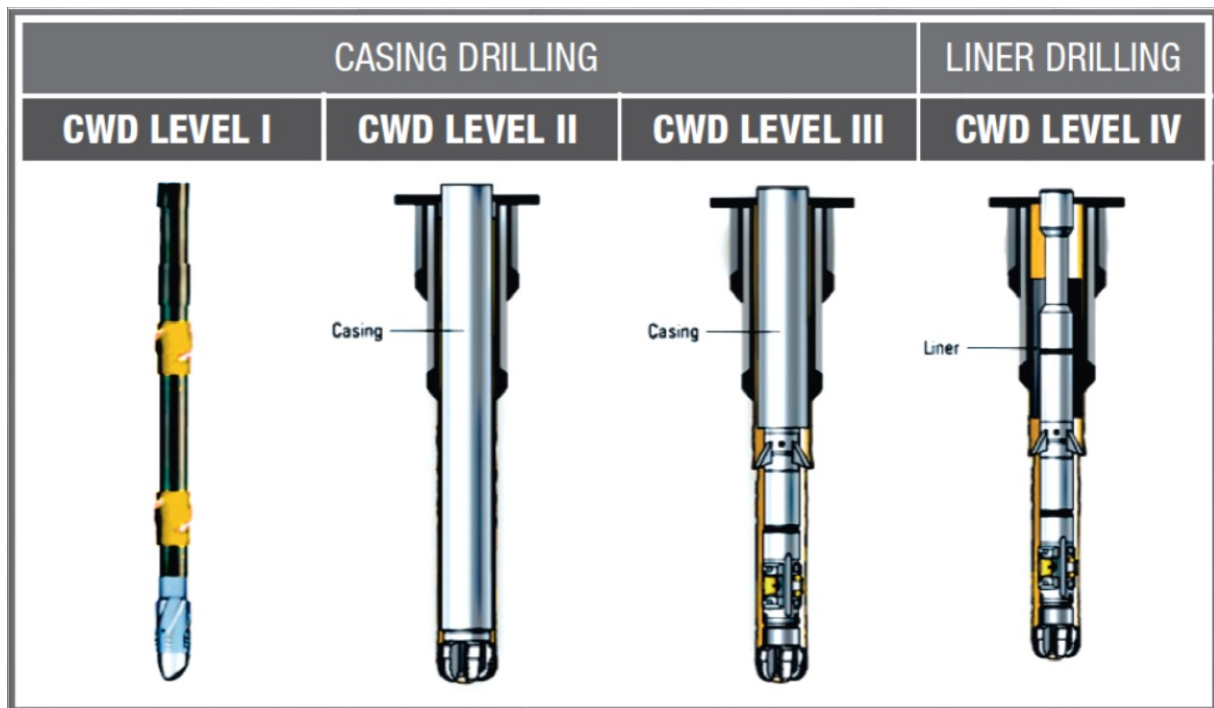 CASING DRILLING
LINER DRILLING
CWD LEVEL I
CWD LEVEL II
CWD LEVEL III
CWD LEVEL IV
Casing
Casing
Liner